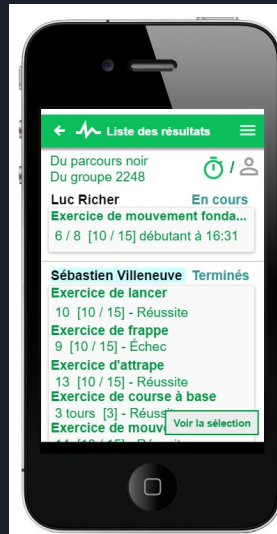 Liste des résultats
Du parcours noir
Du groupe 2248
/
Luc Richer En cours
Exercice de mouvement fonda...
6 / 8 [10 / 15] débutant à 16:31
Sébastien Villeneuve Terminés
Exercice de lancer
10 [10 / 15] - Réussite
Exercice de frappe
9 [10 / 15] - Échec
Exercice d'attrape
13 [10 / 15] - Réussite
Exercice de course à base
3 tours [3] - Réuss
Voir la sélection
Exercice de mouve